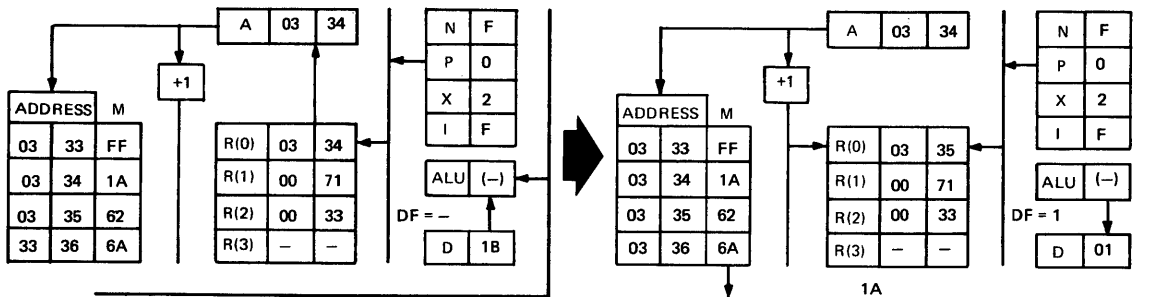 A 03 34
N F
P 0
X 2
I F
+1
ADDRESS M
03 33 FF
03 34 1A
03 35 62
33 36 6A
R(0) 03 34
R(1) 00 71
R(2) 00 33
R(3) – –
ALU (–)
DF = –
D 1B
A 03 34
N F
P 0
X 2
I F
+1
ADDRESS M
03 33 FF
03 34 1A
03 35 62
03 36 6A
R(0) 03 35
R(1) 00 71
R(2) 00 33
R(3) – –
ALU (–)
DF = 1
D 01
1A